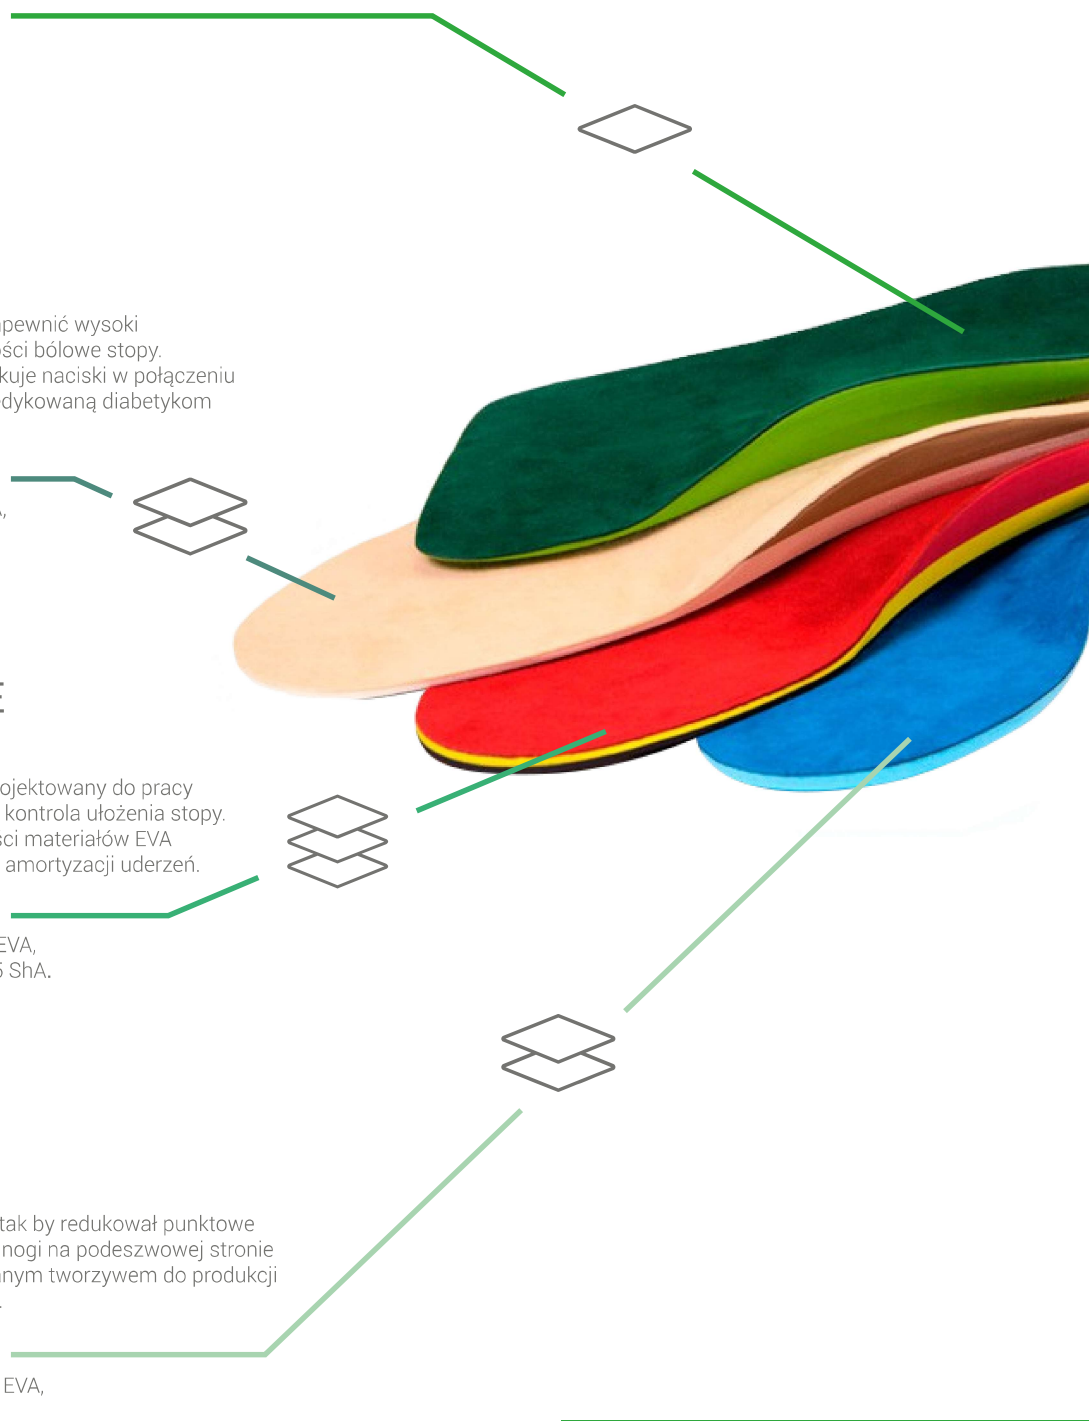 pewnić wysoki
ści bólowe stopy.
kuje naciski w połączeniu
dykowaną diabetykom
E
ojektowany do pracy
kontrola ułożenia stopy.
ści materiałów EVA
amortyzacji uderzeń.
EVA,
5 ShA.
tak by redukował punktowe
nogi na podeszwowej stronie
nym tworzywem do produkcji
EVA,